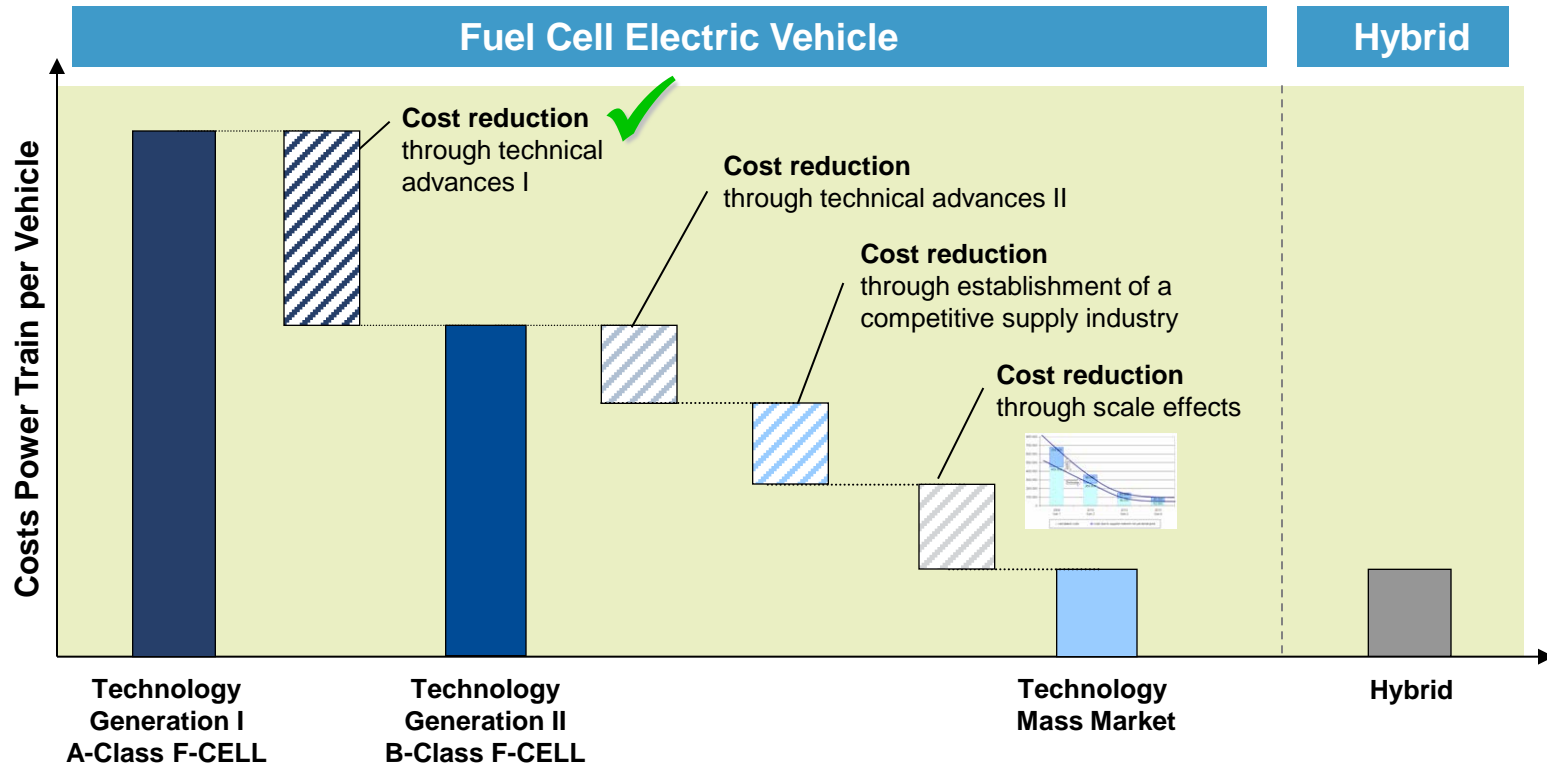 Fuel Cell Electric Vehicle
Hybrid
Costs Power Train per Vehicle
Cost reduction
through technical
advances I
Cost reduction
through technical advances II
Cost reduction
through establishment of a
competitive supply industry
Cost reduction
through scale effects
Technology
Generation I
A-Class F-CELL
Technology
Generation II
B-Class F-CELL
Technology
Mass Market
Hybrid